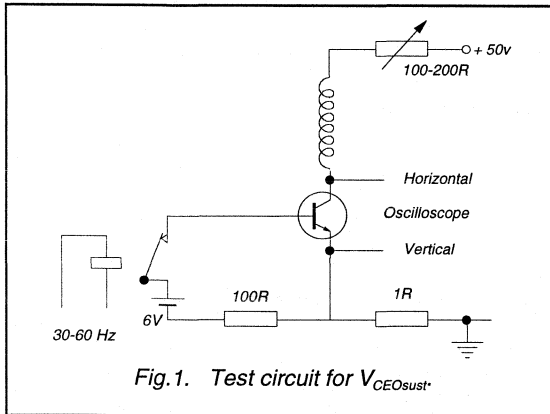 + 50v
100-200R
Horizontal
Oscilloscope
Vertical
100R
1R
6V
30-60 Hz
Fig.1. Test circuit for VCEOsust.